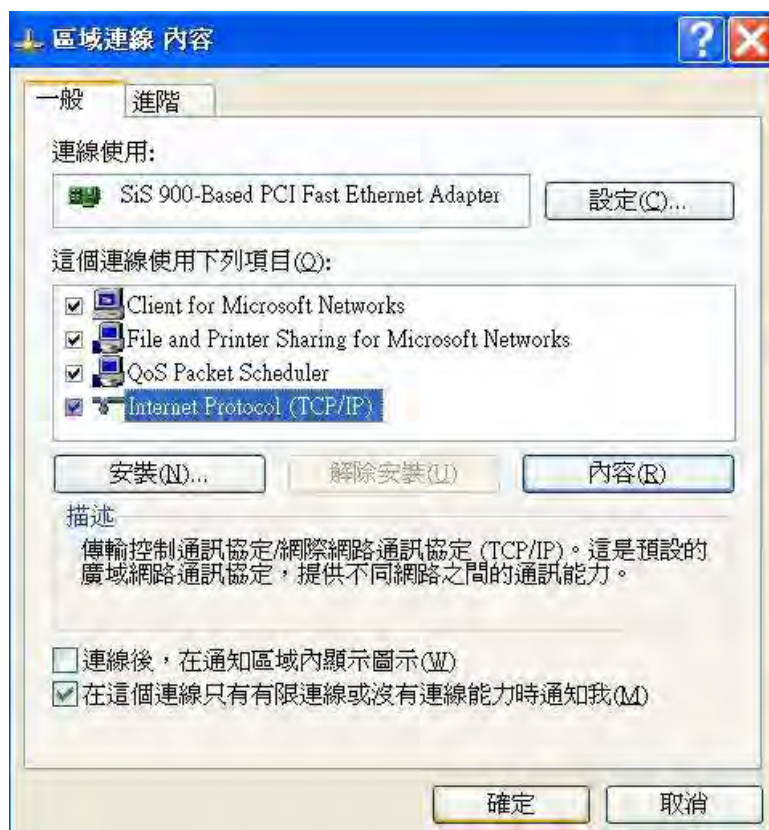 區域連線 內容
一般 進階
連線使用:
SiS 900-Based PCI Fast Ethernet Adapter 設定(C)...
這個連線使用下列項目(O):
Client for Microsoft Networks
File and Printer Sharing for Microsoft Networks
QoS Packet Scheduler
Internet Protocol (TCP/IP)
安裝(N)... 解除安裝(U) 內容(R)
描述
傳輸控制通訊協定/網際網路通訊協定 (TCP/IP)。這是預設的
廣域網路通訊協定，提供不同網路之間的通訊能力。
連線後，在通知區域內顯示圖示(W)
在這個連線只有有限連線或沒有連線能力時通知我(M)
確定 取消